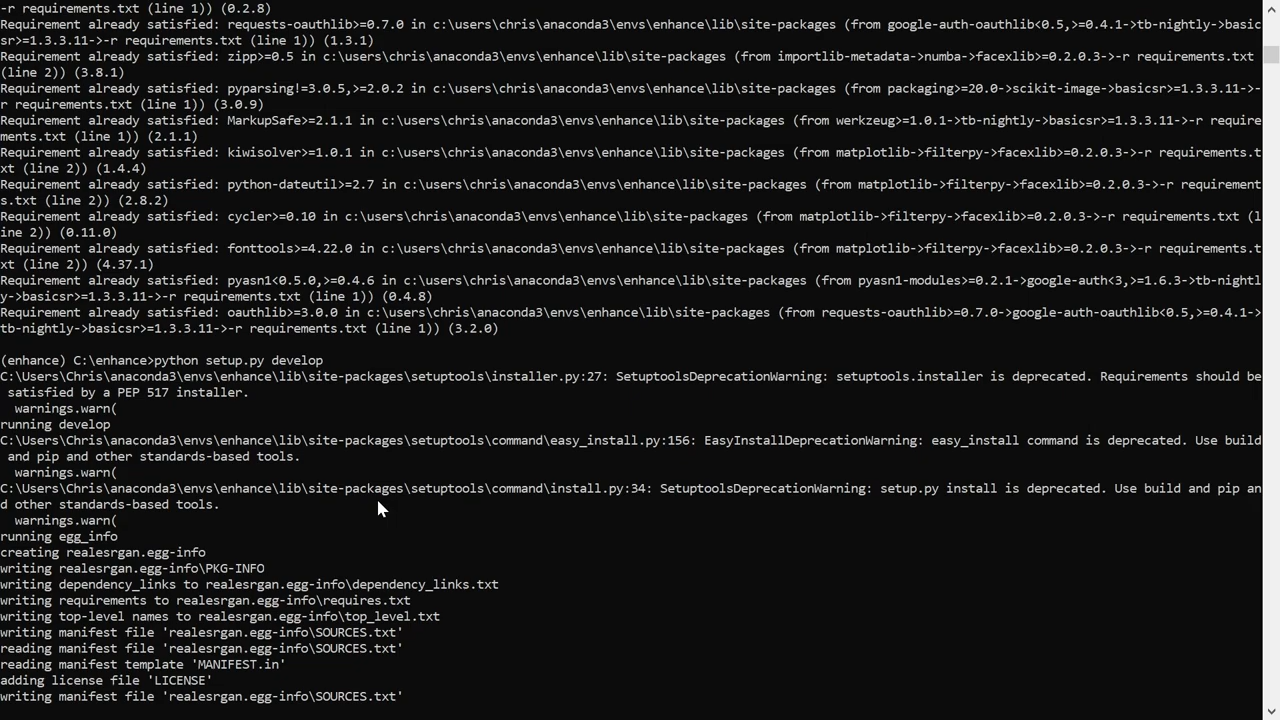 -r requirements.txt (line 1)) (0.2.8)
Requirement already satisfied: requests-oauthlib>=0.7.0 in c:\users\chris\anaconda3\envs\enhance\lib\site-packages (from google-auth-oauthlib<0.5,>=0.4.1->tb-nightly->basic
sr>=1.3.3.11->-r requirements.txt (line 1)) (1.3.1)
Requirement already satisfied: zipp>=0.5 in c:\users\chris\anaconda3\envs\enhance\lib\site-packages (from importlib-metadata->numba->facexlib>=0.2.0.3->-r requirements.txt
(line 2)) (3.8.1)
Requirement already satisfied: pyparsing!=3.0.5,>=2.0.2 in c:\users\chris\anaconda3\envs\enhance\lib\site-packages (from packaging>=20.0->scikit-image->basicsr>=1.3.3.11->-
r requirements.txt (line 1)) (3.0.9)
Requirement already satisfied: MarkupSafe>=2.1.1 in c:\users\chris\anaconda3\envs\enhance\lib\site-packages (from werkzeug>=1.0.1->tb-nightly->basicsr>=1.3.3.11->-r require
ments.txt (line 1)) (2.1.1)
Requirement already satisfied: kiwisolver>=1.0.1 in c:\users\chris\anaconda3\envs\enhance\lib\site-packages (from matplotlib->filterpy->facexlib>=0.2.0.3->-r requirements.t
xt (line 2)) (1.4.4)
Requirement already satisfied: python-dateutil>=2.7 in c:\users\chris\anaconda3\envs\enhance\lib\site-packages (from matplotlib->filterpy->facexlib>=0.2.0.3->-r requirement
s.txt (line 2)) (2.8.2)
Requirement already satisfied: cycler>=0.10 in c:\users\chris\anaconda3\envs\enhance\lib\site-packages (from matplotlib->filterpy->facexlib>=0.2.0.3->-r requirements.txt (l
ine 2)) (0.11.0)
Requirement already satisfied: fonttools>=4.22.0 in c:\users\chris\anaconda3\envs\enhance\lib\site-packages (from matplotlib->filterpy->facexlib>=0.2.0.3->-r requirements.t
xt (line 2)) (4.37.1)
Requirement already satisfied: pyasn1<0.5.0,>=0.4.6 in c:\users\chris\anaconda3\envs\enhance\lib\site-packages (from pyasn1-modules>=0.2.1->google-auth<3,>=1.6.3->tb-nightl
y->basicsr>=1.3.3.11->-r requirements.txt (line 1)) (0.4.8)
Requirement already satisfied: oauthlib>=3.0.0 in c:\users\chris\anaconda3\envs\enhance\lib\site-packages (from requests-oauthlib>=0.7.0->google-auth-oauthlib<0.5,>=0.4.1->
tb-nightly->basicsr>=1.3.3.11->-r requirements.txt (line 1)) (3.2.0)
(enhance) C:\enhance>python setup.py develop
C:\Users\Chris\anaconda3\envs\enhance\lib\site-packages\setuptools\installer.py:27: SetuptoolsDeprecationWarning: setuptools.installer is deprecated. Requirements should be
satisfied by a PEP 517 installer.
warnings.warn(
running develop
C:\Users\Chris\anaconda3\envs\enhance\lib\site-packages\setuptools\command\easy_install.py:156: EasyInstallDeprecationWarning: easy_install command is deprecated. Use build
and pip and other standards-based tools.
warnings.warn(
C:\Users\Chris\anaconda3\envs\enhance\lib\site-packages\setuptools\command\install.py:34: SetuptoolsDeprecationWarning: setup.py install is deprecated. Use build and pip an
d other standards-based tools.
warnings.warn(
running egg_info
creating realesrgan.egg-info
writing realesrgan.egg-info\PKG-INFO
writing dependency_links to realesrgan.egg-info\dependency_links.txt
writing requirements to realesrgan.egg-info\requires.txt
writing top-level names to realesrgan.egg-info\top_level.txt
writing manifest file 'realesrgan.egg-info\SOURCES.txt'
reading manifest file 'realesrgan.egg-info\SOURCES.txt'
reading manifest template 'MANIFEST.in'
adding license file 'LICENSE'
writing manifest file 'realesrgan.egg-info\SOURCES.txt'